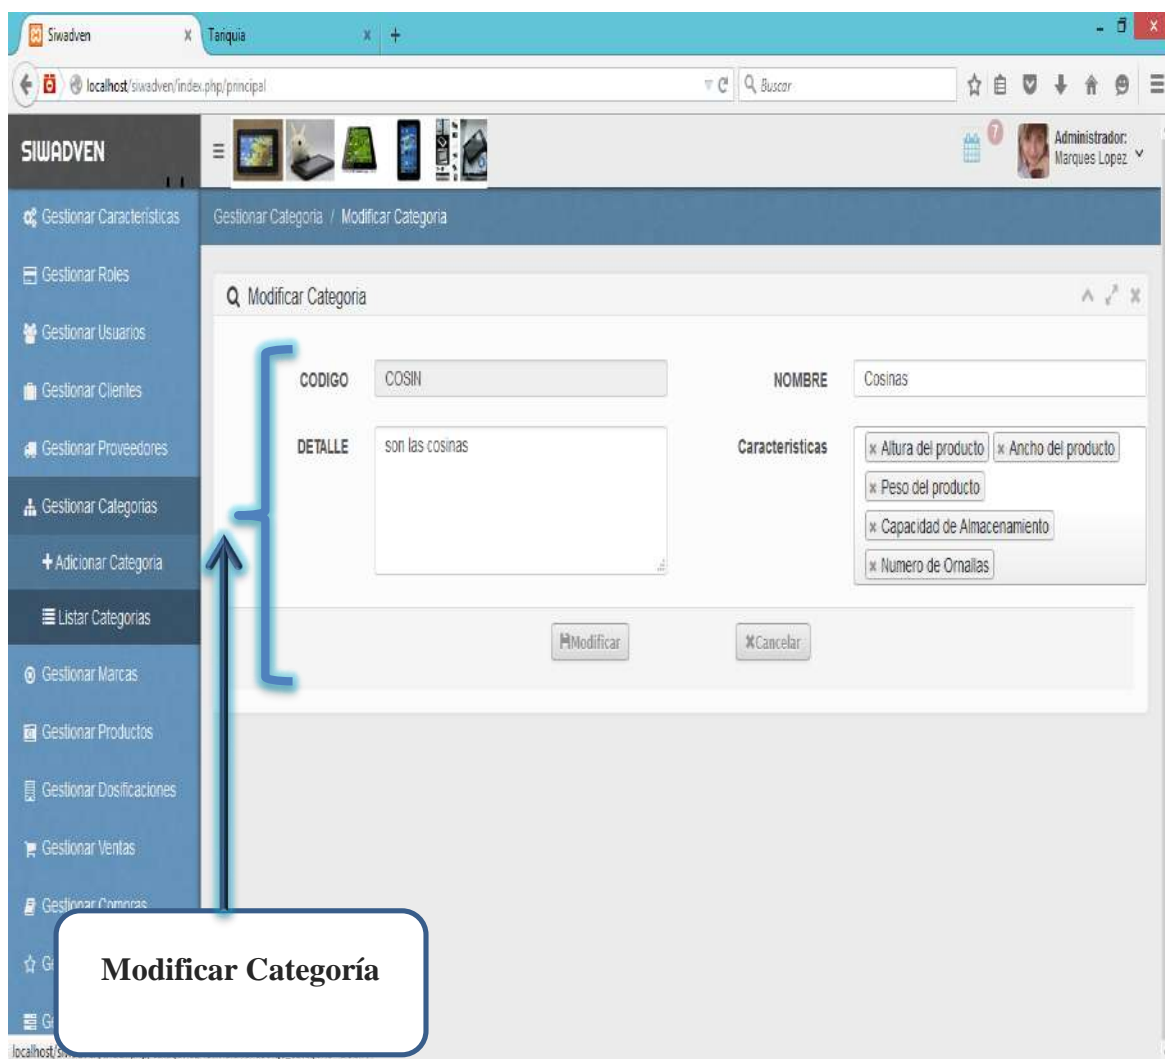 Siwadven
Tariquia
localhost/siwadven/index.php/principal
Buscar
SIWADVEN
7
Administrador:
Marques Lopez
Gestionar Características
Gestionar Roles
Gestionar Usuarios
Gestionar Clientes
Gestionar Proveedores
Gestionar Categorias
Adicionar Categoria
Listar Categorias
Gestionar Marcas
Gestionar Productos
Gestionar Dosificaciones
Gestionar Ventas
Gestionar Compras
Gestionar Categoria / Modificar Categoria
Modificar Categoria
CODIGO COSIN NOMBRE Cosinas
DETALLE son las cosinas Caracteristicas
× Altura del producto × Ancho del producto
× Peso del producto
× Capacidad de Almacenamiento
× Numero de Ornallas
Modificar Cancelar
Modificar Categoría